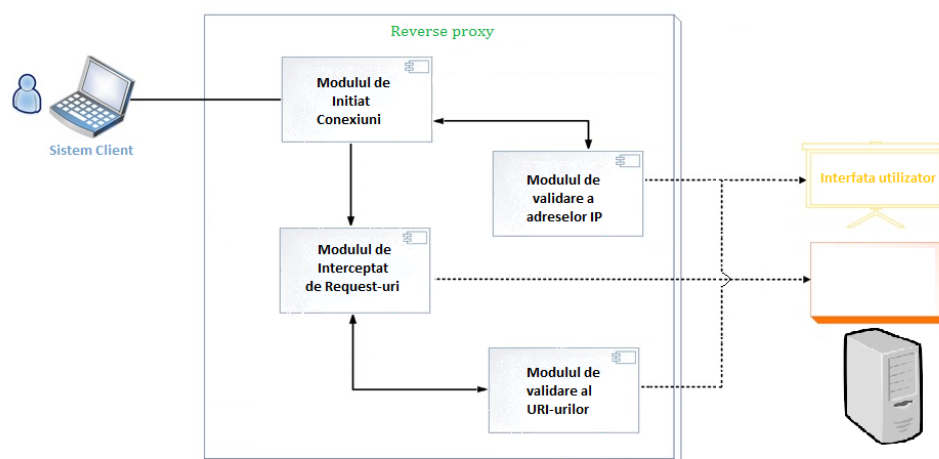 Reverse proxy
Modulul de
Initiat
Conexiuni
Sistem Client
Modulul de
validare a
adreselor IP
Interfata utilizator
Modulul de
Interceptat
de Request-uri
Modulul de
validare al
URI-urilor